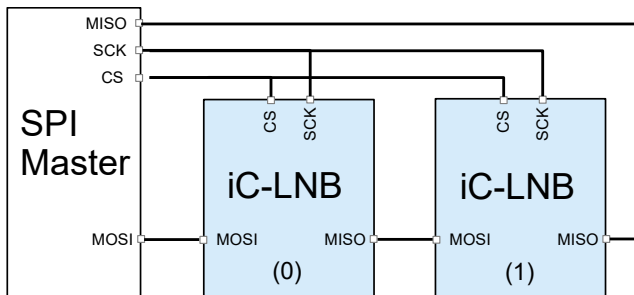 MISO
SCK
CS
SPI
Master
MOSI
CS
SCK
iC-LNB
MOSI
MISO
(0)
CS
SCK
iC-LNB
MOSI
MISO
(1)